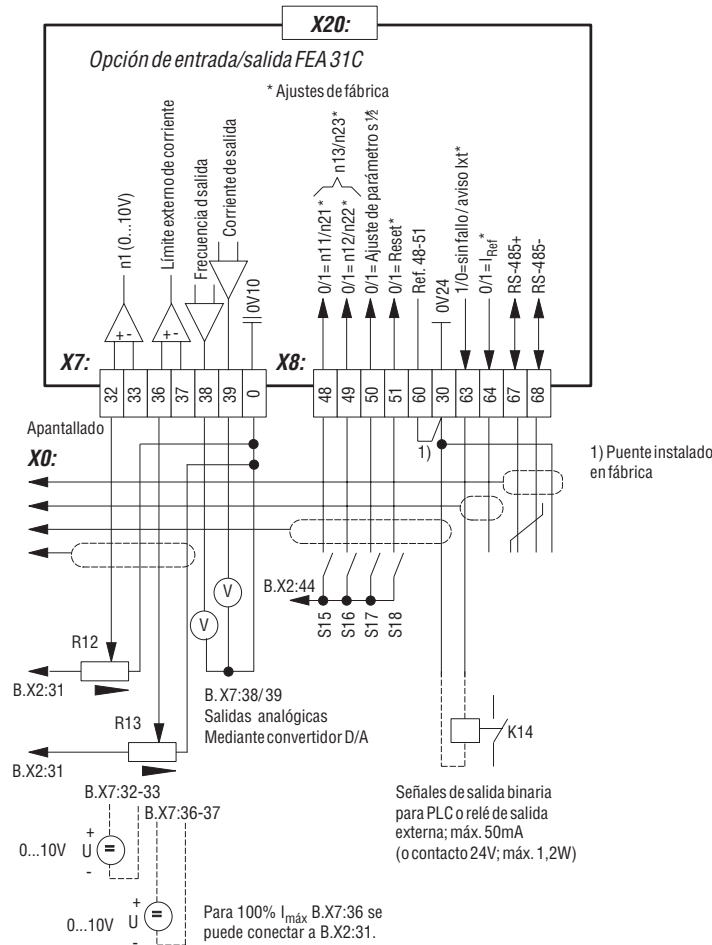 X20:
Opción de entrada/salida FEA 31C
* Ajustes de fábrica
n1 (0...10V)
Límite externo de corriente
Frecuencia d salida
Corriente de salida
0V10
n13/n23*
0/1= n11/n21*
0/1= n12/n22*
0/1= Ajuste de parámetro s ½
0/1= Reset*
Ref. 48-51
0V24
1/0=sin fallo/ aviso Ixt*
0/1= IRef*
RS-485+
RS-485-
+ -
+ -
X7:
X8:
32
33
36
37
38
39
0
48
49
50
51
60
30
63
64
67
68
Apantallado
X0:
1)
1) Puente instalado
en fábrica
B.X2:44
S15
S16
S17
S18
V
V
R12
B.X2:31
R13
B.X2:31
B. X7:38/ 39
Salidas analógicas
Mediante convertidor D/A
K14
B.X7:32-33
B.X7:36-37
Señales de salida binaria
para PLC o relé de salida
externa; máx. 50mA
(o contacto 24V; máx. 1,2W)
+
0...10V U =
-
+
0...10V U =
-
Para 100% Imáx B.X7:36 se
puede conectar a B.X2:31.